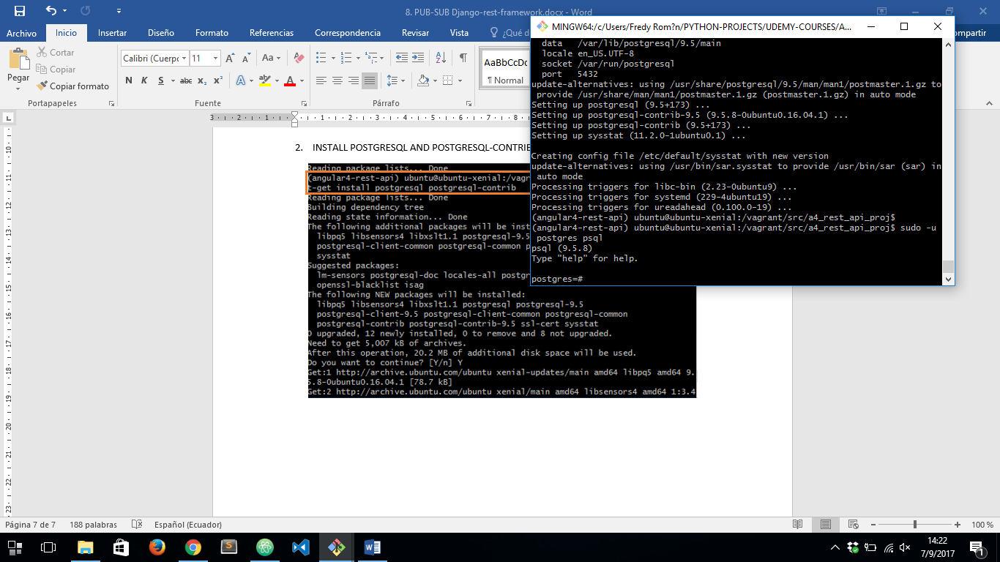 8. PUB-SUB Django-rest-framework.docx - Word
Archivo Inicio Insertar Diseño Formato Referencias Correspondencia Revisar Vista ¿Qué d
mpartir
Pegar
Cortar
Copiar
Copiar formato
Portapapeles
Calibri (Cuerpo 11
N K S abc x₂ x²
Fuente
Párrafo
AaBbCcDc
¶ Normal
3 2 1 1 2 3 4 5 6 7 8
2. INSTALL POSTGRESQL AND POSTGRESQL-CONTRIE
Reading package lists... Done
(angular4-rest-api) ubuntu@ubuntu-xenial:/vagr
t-get install postgresql postgresql-contrib
Reading package lists... Done
Building dependency tree
Reading state information... Done
The following additional packages will be inst
libpq5 libsensors4 libxslt1.1 postgresql-9.5
postgresql-client-common postgresql-common p
sysstat
Suggested packages:
lm-sensors postgresql-doc locales-all postgr
openssl-blacklist isag
The following NEW packages will be installed:
libpq5 libsensors4 libxslt1.1 postgresql postgresql-9.5
postgresql-client-9.5 postgresql-client-common postgresql-common
postgresql-contrib postgresql-contrib-9.5 ssl-cert sysstat
0 upgraded, 12 newly installed, 0 to remove and 8 not upgraded.
Need to get 5,007 kB of archives.
After this operation, 20.2 MB of additional disk space will be used.
Do you want to continue? [Y/n] Y
Get:1 http://archive.ubuntu.com/ubuntu xenial-updates/main amd64 libpq5 amd64 9.
5.8-0ubuntu0.16.04.1 [78.7 kB]
Get:2 http://archive.ubuntu.com/ubuntu xenial/main amd64 libsensors4 amd64 1:3.4
MINGW64:/c/Users/Fredy Rom?n/PYTHON-PROJECTS/UDEMY-COURSES/A...
data /var/lib/postgresql/9.5/main
locale en_US.UTF-8
socket /var/run/postgresql
port 5432
update-alternatives: using /usr/share/postgresql/9.5/man/man1/postmaster.1.gz to
provide /usr/share/man/man1/postmaster.1.gz (postmaster.1.gz) in auto mode
Setting up postgresql (9.5+173) ...
Setting up postgresql-contrib-9.5 (9.5.8-0ubuntu0.16.04.1) ...
Setting up postgresql-contrib (9.5+173) ...
Setting up sysstat (11.2.0-1ubuntu0.1) ...
Creating config file /etc/default/sysstat with new version
update-alternatives: using /usr/bin/sar.sysstat to provide /usr/bin/sar (sar) in
auto mode
Processing triggers for libc-bin (2.23-0ubuntu9) ...
Processing triggers for systemd (229-4ubuntu19) ...
Processing triggers for ureadahead (0.100.0-19) ...
(angular4-rest-api) ubuntu@ubuntu-xenial:/vagrant/src/a4_rest_api_proj$
(angular4-rest-api) ubuntu@ubuntu-xenial:/vagrant/src/a4_rest_api_proj$ sudo -u
postgres psql
psql (9.5.8)
Type "help" for help.
postgres=#
Página 7 de 7 188 palabras Español (Ecuador) 100 %
14:22
7/9/2017